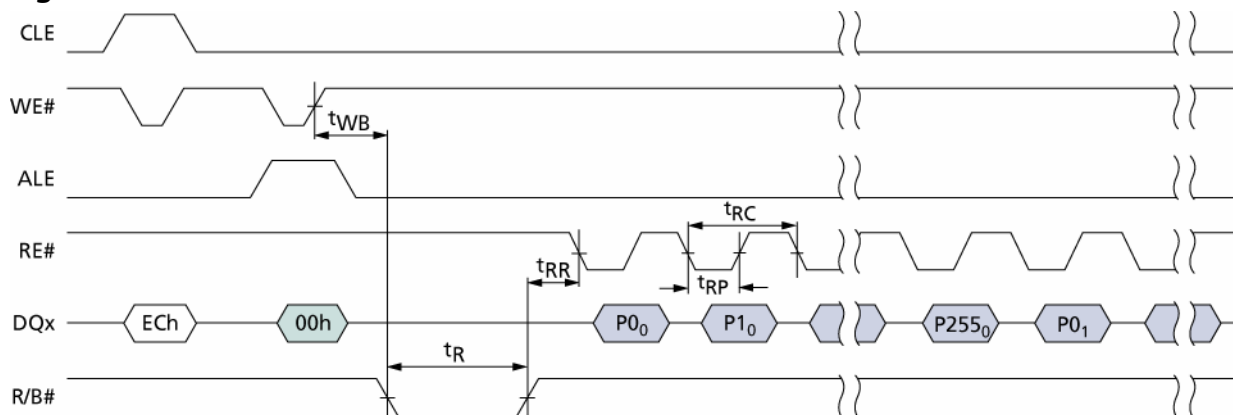 CLE
WE#
tWB
ALE
tRC
RE#
tRR
tRP
DQx
ECh
00h
P0₀
P1₀
P255₀
P0₁
tR
R/B#